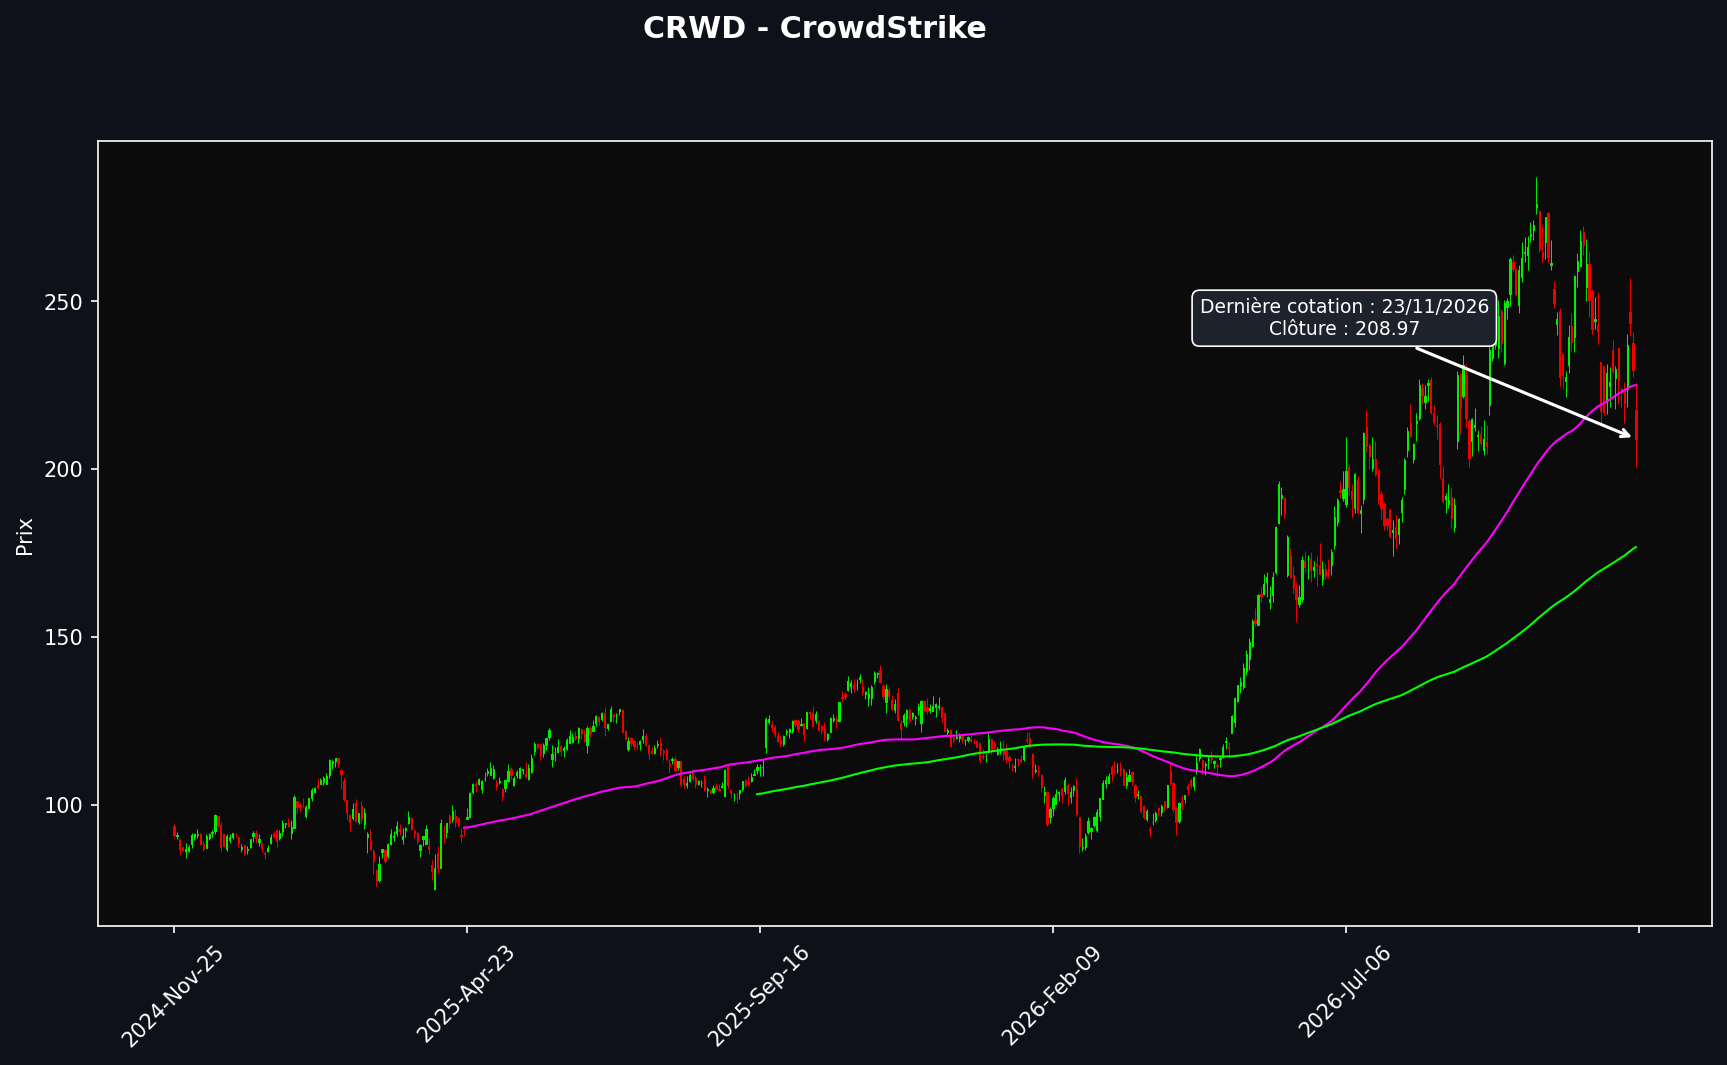 CRWD - CrowdStrike
Dernière cotation : 23/11/2026
Clôture : 208.97
Prix
250
200
150
100
2024-Nov-25
2025-Apr-23
2025-Sep-16
2026-Feb-09
2026-Jul-06